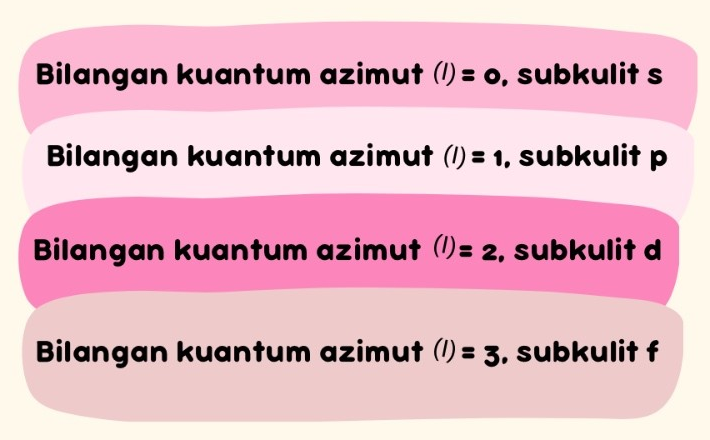 Bilangan kuantum azimut (l) = 0, subkulit s
Bilangan kuantum azimut (l) = 1, subkulit p
Bilangan kuantum azimut (l) = 2, subkulit d
Bilangan kuantum azimut (l) = 3, subkulit f